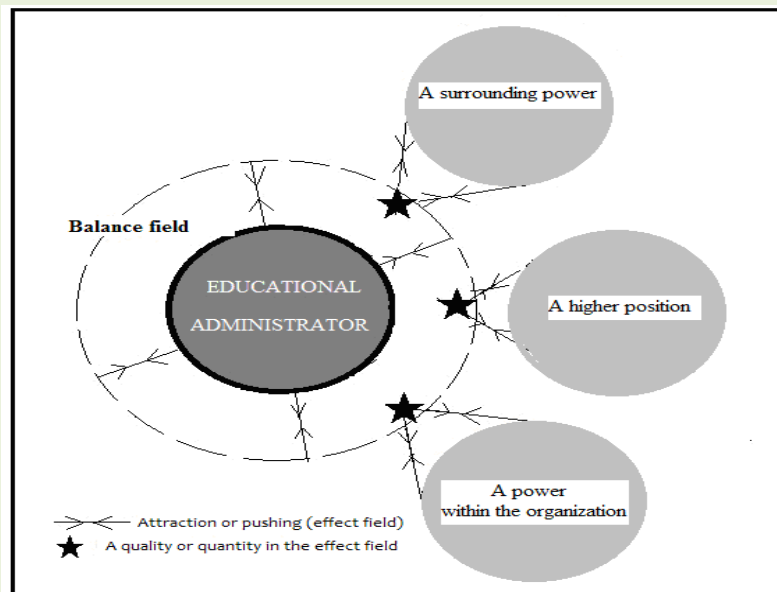 A surrounding power
Balance field
EDUCATIONAL
ADMINISTRATOR
A higher position
A power
within the organization
Attraction or pushing (effect field)
A quality or quantity in the effect field